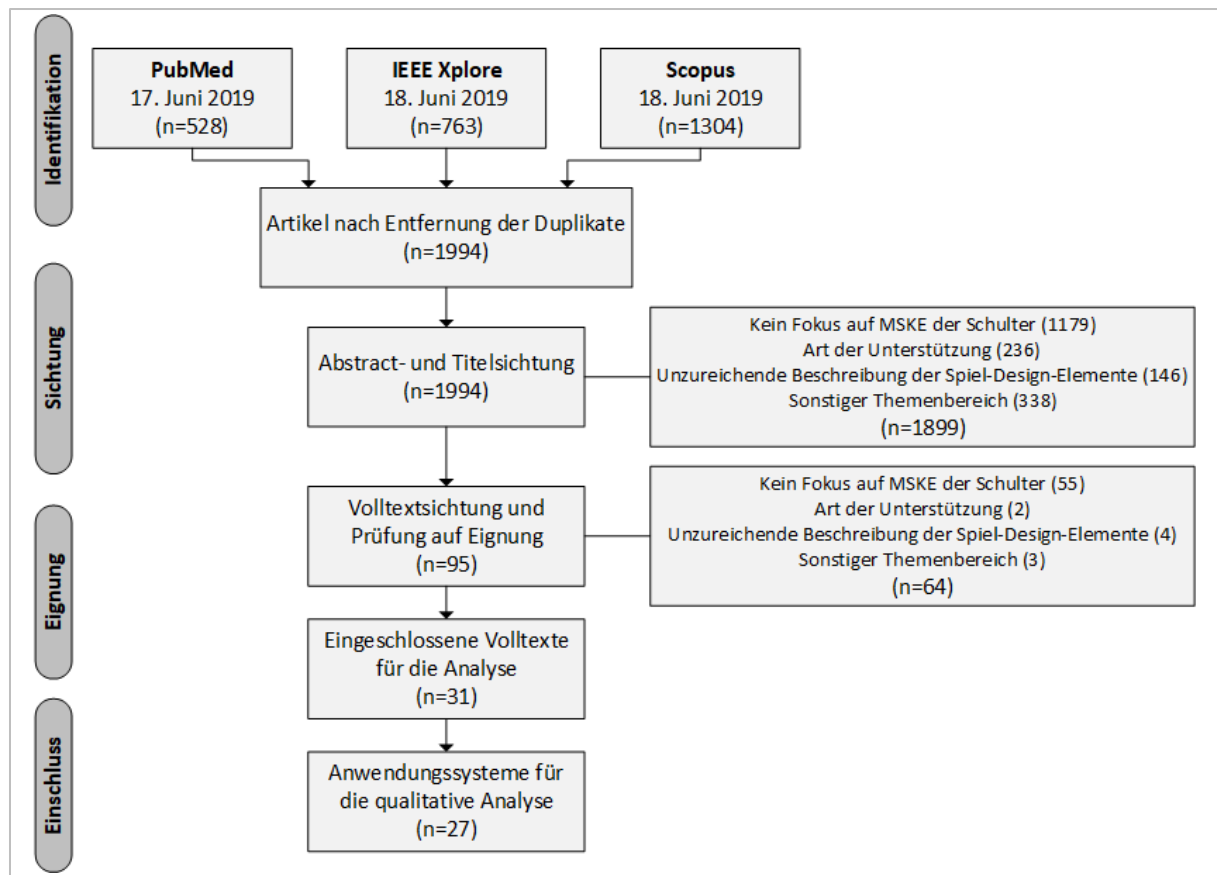 Identifikation
PubMed
17. Juni 2019
(n=528)
IEEE Xplore
18. Juni 2019
(n=763)
Scopus
18. Juni 2019
(n=1304)
Artikel nach Entfernung der Duplikate
(n=1994)
Sichtung
Abstract- und Titelsichtung
(n=1994)
Kein Fokus auf MSKE der Schulter (1179)
Art der Unterstützung (236)
Unzureichende Beschreibung der Spiel-Design-Elemente (146)
Sonstiger Themenbereich (338)
(n=1899)
Eignung
Volltextsichtung und
Prüfung auf Eignung
(n=95)
Kein Fokus auf MSKE der Schulter (55)
Art der Unterstützung (2)
Unzureichende Beschreibung der Spiel-Design-Elemente (4)
Sonstiger Themenbereich (3)
(n=64)
Eingeschlossene Volltexte
für die Analyse
(n=31)
Einschluss
Anwendungssysteme für
die qualitative Analyse
(n=27)